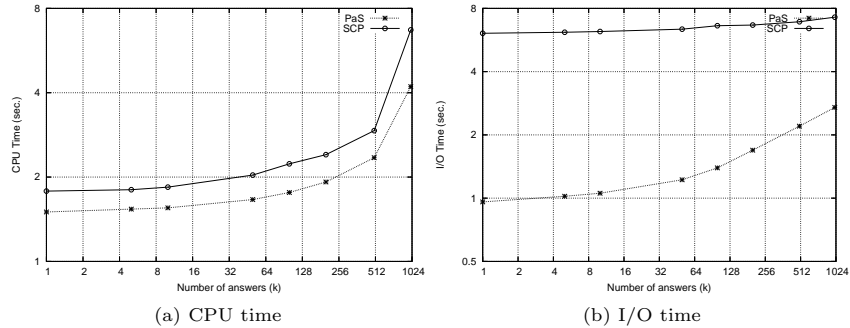 PaS
SCP
8
4
2
1
CPU Time (sec.)
1 2 4 8 16 32 64 128 256 512 1024
Number of answers (k)
(a) CPU time
PaS
SCP
8
4
2
1
0.5
I/O Time (sec.)
1 2 4 8 16 32 64 128 256 512 1024
Number of answers (k)
(b) I/O time